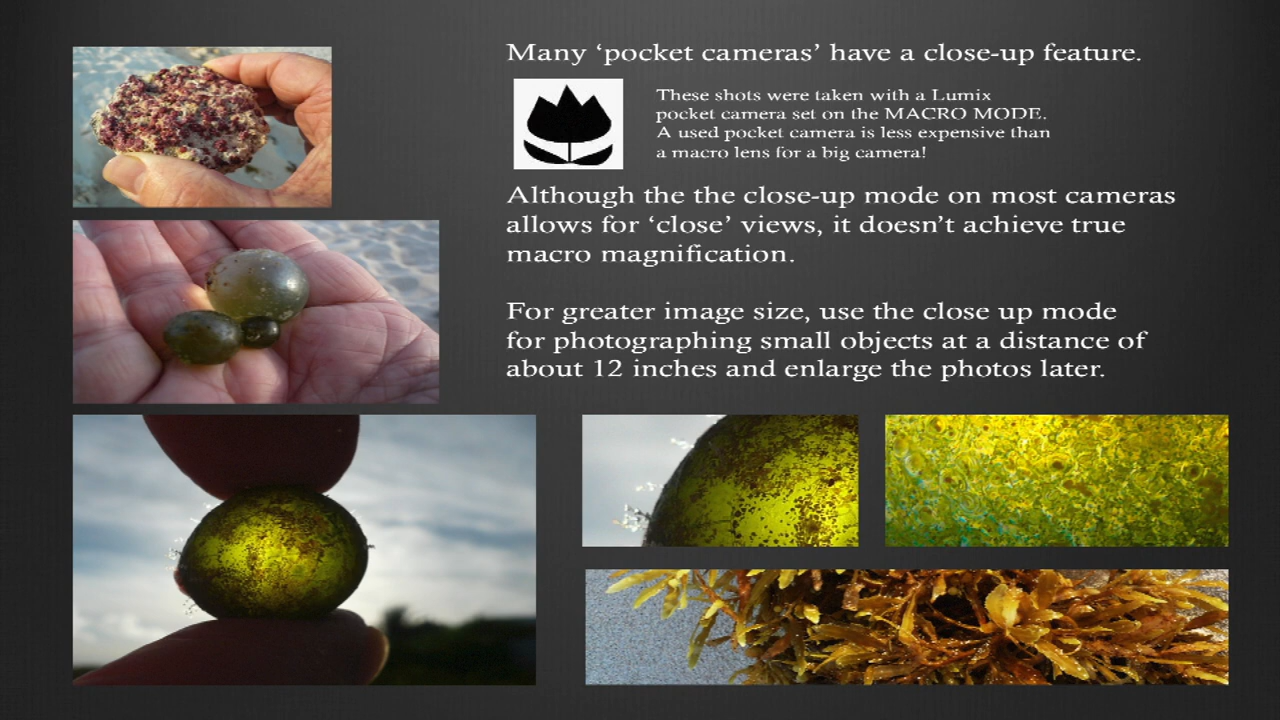 Many ‘pocket cameras’ have a close-up feature.
These shots were taken with a Lumix
pocket camera set on the MACRO MODE.
A used pocket camera is less expensive than
a macro lens for a big camera!
Although the the close-up mode on most cameras
allows for ‘close’ views, it doesn’t achieve true
macro magnification.
For greater image size, use the close up mode
for photographing small objects at a distance of
about 12 inches and enlarge the photos later.